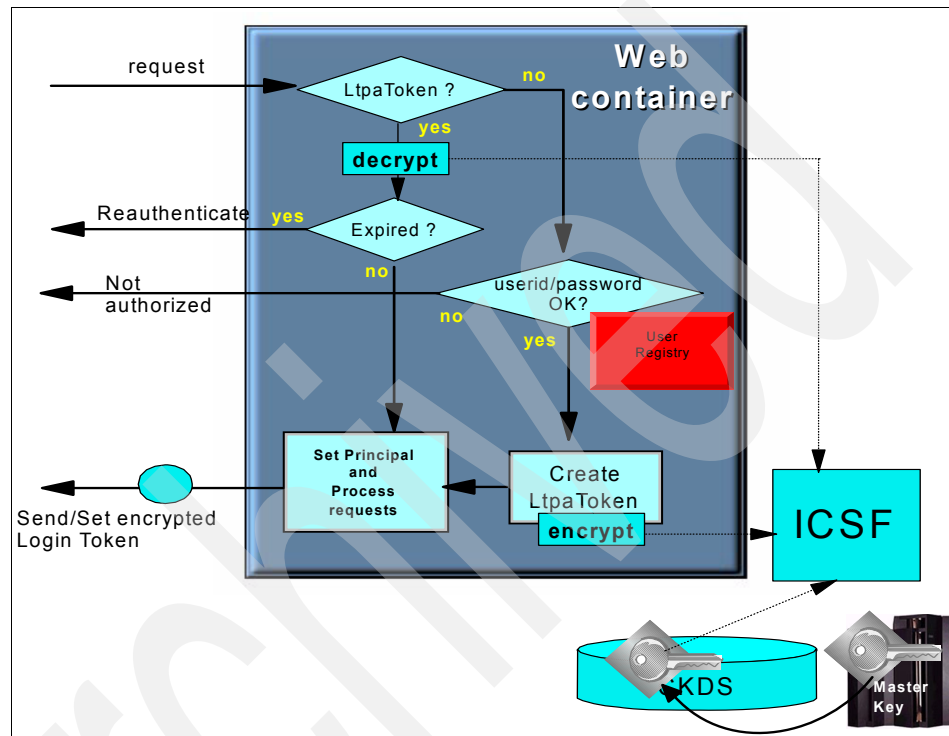 Web
container
request
LtpaToken ?
no
yes
decrypt
Reauthenticate
yes
Expired ?
no
Not
authorized
no
userid/password
OK?
yes
User
Registry
Set Principal
and
Process
requests
Create
LtpaToken
encrypt
Send/Set encrypted
Login Token
ICSF
KDS
Master
Key